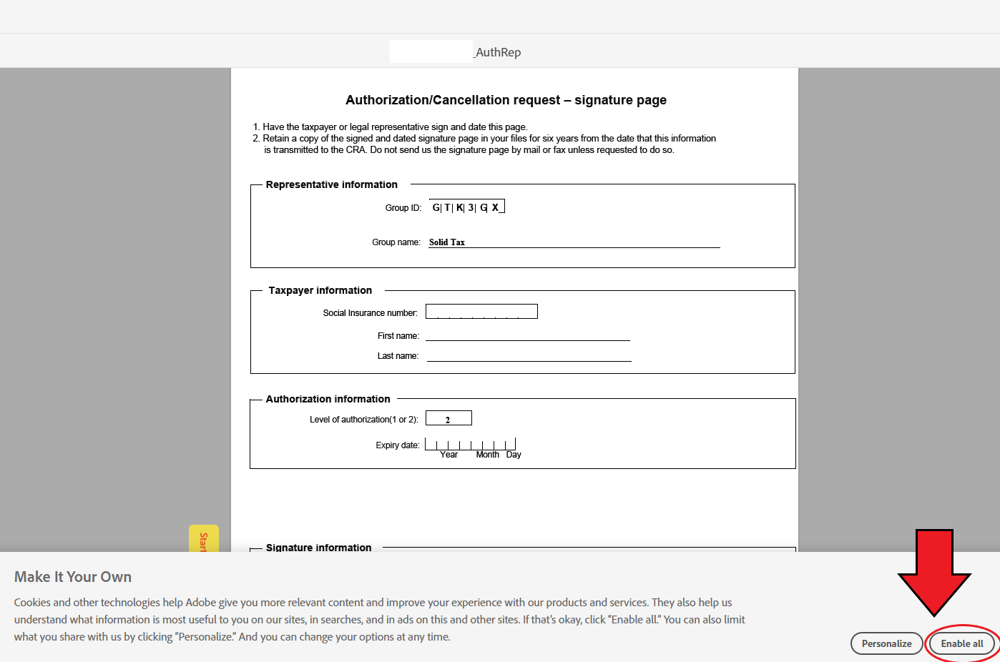 _AuthRep
Authorization/Cancellation request – signature page
1. Have the taxpayer or legal representative sign and date this page.
2. Retain a copy of the signed and dated signature page in your files for six years from the date that this information
is transmitted to the CRA. Do not send us the signature page by mail or fax unless requested to do so.
Representative information
Group ID: G T K 3 G X
Group name: Solid Tax
Taxpayer information
Social Insurance number:
First name:
Last name:
Authorization information
Level of authorization(1 or 2): 2
Expiry date:
Year Month Day
Start
Signature information
Make It Your Own
Cookies and other technologies help Adobe give you more relevant content and improve your experience with our products and services. They also help us
understand what information is most useful to you on our sites, in searches, and in ads on this and other sites. If that’s okay, click “Enable all.” You can also limit
what you share with us by clicking “Personalize.” And you can change your options at any time.
Personalize Enable all